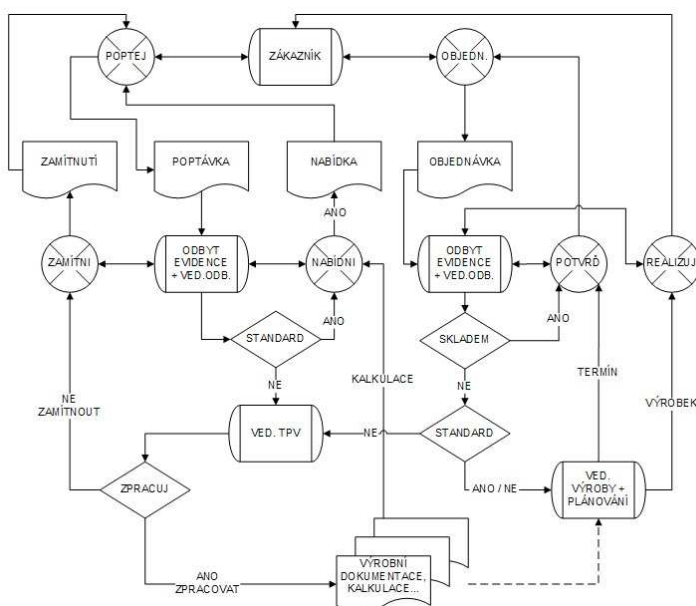 POPTEJ
ZÁKAZNÍK
OBJEDN.
ZAMÍTNUTÍ
POPTÁVKA
NABÍDKA
OBJEDNÁVKA
ANO
ZAMÍTNI
ODBYT
EVIDENCE
+ VED.ODB.
NABÍDNI
ODBYT
EVIDENCE
+ VED.ODB.
POTVRĎ
REALIZUJ
STANDARD
ANO
SKLADEM
ANO
NE
ZAMÍTNOUT
NE
KALKULACE
NE
TERMÍN
VÝROBEK
VED. TPV
NE
STANDARD
ZPRACUJ
ANO / NE
VED.
VÝROBY +
PLÁNOVÁNÍ
ANO
ZPRACOVAT
VÝROBNÍ
DOKUMENTACE,
KALKULACE...